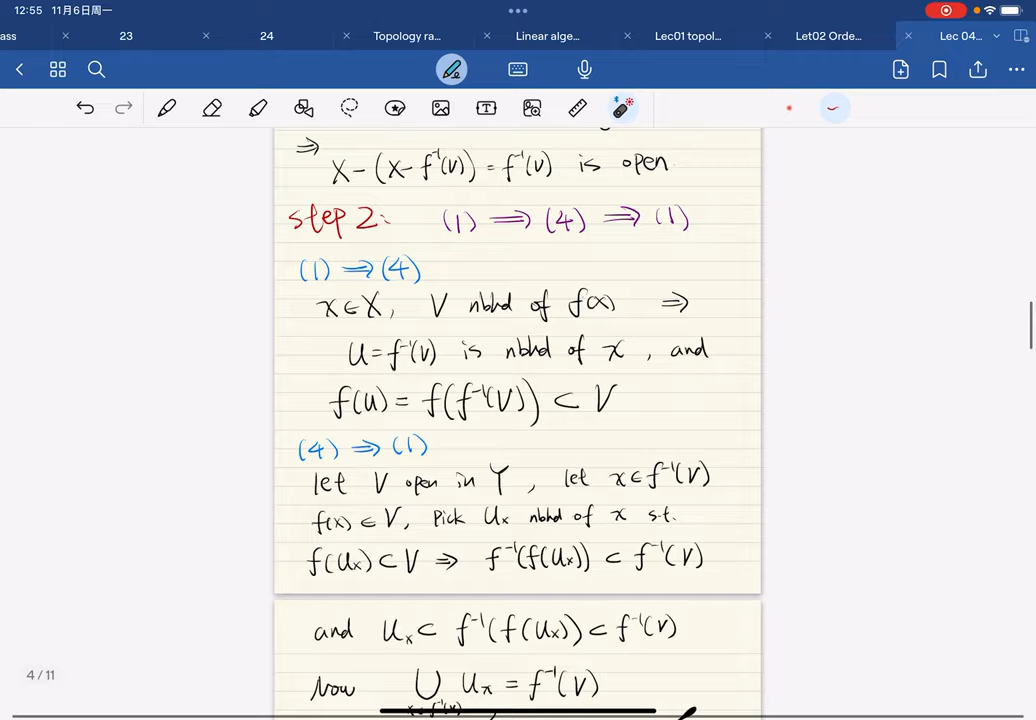 12:55 11月6日周一
ass
23
24
Topology ra...
Linear alge...
Lec01 topol...
Let02 Orde...
Lec 04...
⇒
X-(X-f⁻¹(V))=f⁻¹(V) is open.
step 2: (1) ⇒ (4) ⇒ (1)
(1) ⇒ (4)
x∈X, V nbhd of f(x) ⇒
U=f⁻¹(V) is nbhd of x, and
f(U)=f(f⁻¹(V))⊂V
(4) ⇒ (1)
let V open in Y, let x∈f⁻¹(V)
f(x)∈V, pick Uₓ nbhd of x s.t.
f(Uₓ)⊂V ⇒ f⁻¹(f(Uₓ))⊂f⁻¹(V)
and Uₓ⊂f⁻¹(f(Uₓ))⊂f⁻¹(V)
4/11
Now ∪ Uₓ=f⁻¹(V)